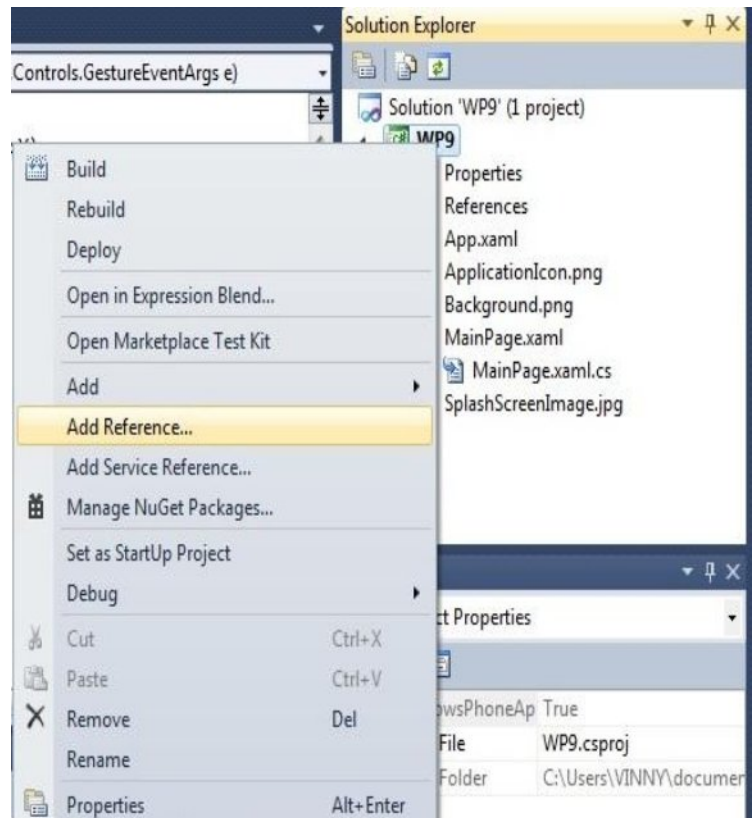 Solution Explorer
.Controls.GestureEventArgs e)
Solution 'WP9' (1 project)
WP9
Properties
References
App.xaml
ApplicationIcon.png
Background.png
MainPage.xaml
MainPage.xaml.cs
SplashScreenImage.jpg
Build
Rebuild
Deploy
Open in Expression Blend...
Open Marketplace Test Kit
Add
Add Reference...
Add Service Reference...
Manage NuGet Packages...
Set as StartUp Project
Debug
Cut Ctrl+X
Paste Ctrl+V
Remove Del
Rename
Properties Alt+Enter
ct Properties
owsPhoneAp True
File WP9.csproj
Folder C:\Users\VINNY\documer